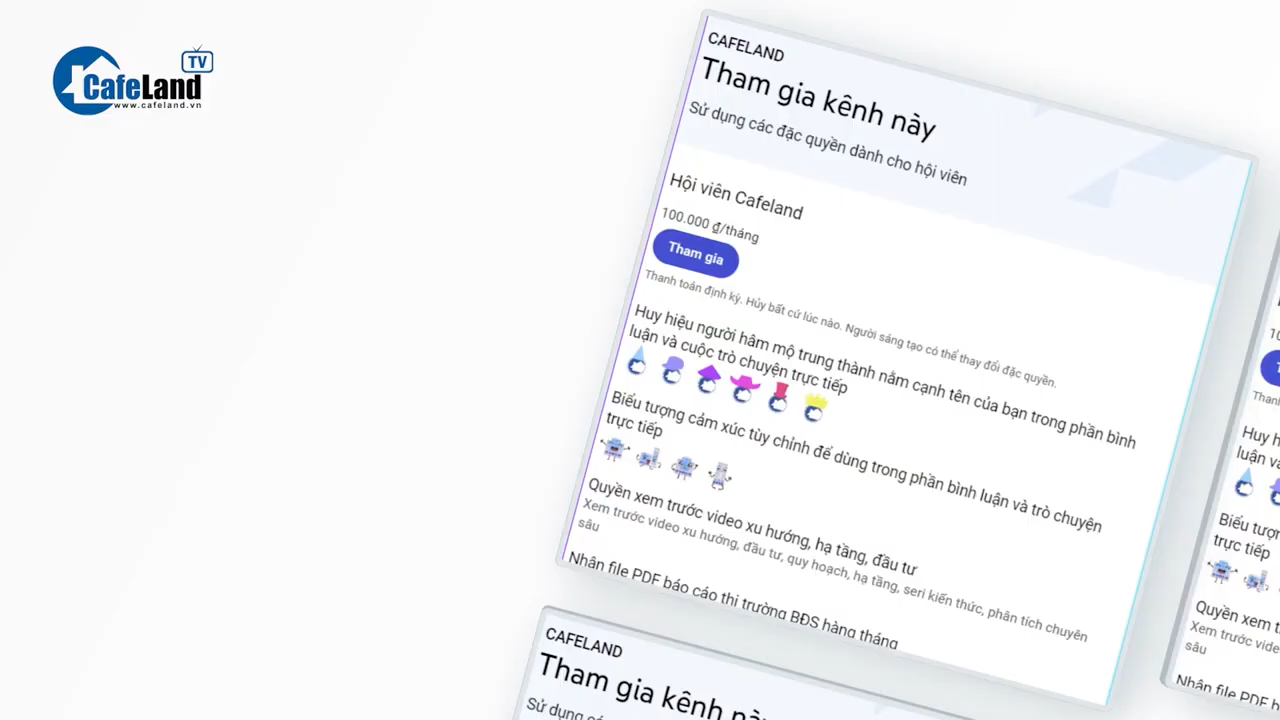 TV
CafeLand
www.cafeland.vn
CAFELAND
Tham gia kênh này
Sử dụng các đặc quyền dành cho hội viên
Hội viên Cafeland
100.000 ₫/tháng
Tham gia
Thanh toán định kỳ. Hủy bất cứ lúc nào. Người sáng tạo có thể thay đổi đặc quyền.
Huy hiệu người hâm mộ trung thành nằm cạnh tên của bạn trong phần bình
luận và cuộc trò chuyện trực tiếp
Biểu tượng cảm xúc tùy chỉnh để dùng trong phần bình luận và trò chuyện
trực tiếp
Quyền xem trước video xu hướng, hạ tầng, đầu tư
Xem trước video xu hướng, đầu tư, quy hoạch, hạ tầng, seri kiến thức, phân tích chuyên
sâu
Nhận file PDF báo cáo thị trường BĐS hàng tháng
CAFELAND
Tham gia kênh này
Sử dụng các
Huy h
luận và
Biểu tượ
trực tiếp
Quyền xem t
Xem trước vide
sâu
Nhận file PDF b